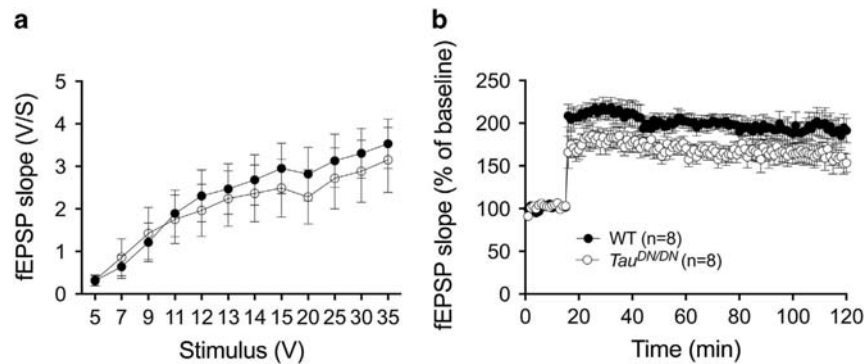 a
fEPSP slope (V/S)
5
4
3
2
1
0
5 7 9 11 12 13 14 15 20 25 30 35
Stimulus (V)
b
fEPSP slope (% of baseline)
250
200
150
100
50
0
WT (n=8)
Tau^DN/DN (n=8)
0 20 40 60 80 100 120
Time (min)